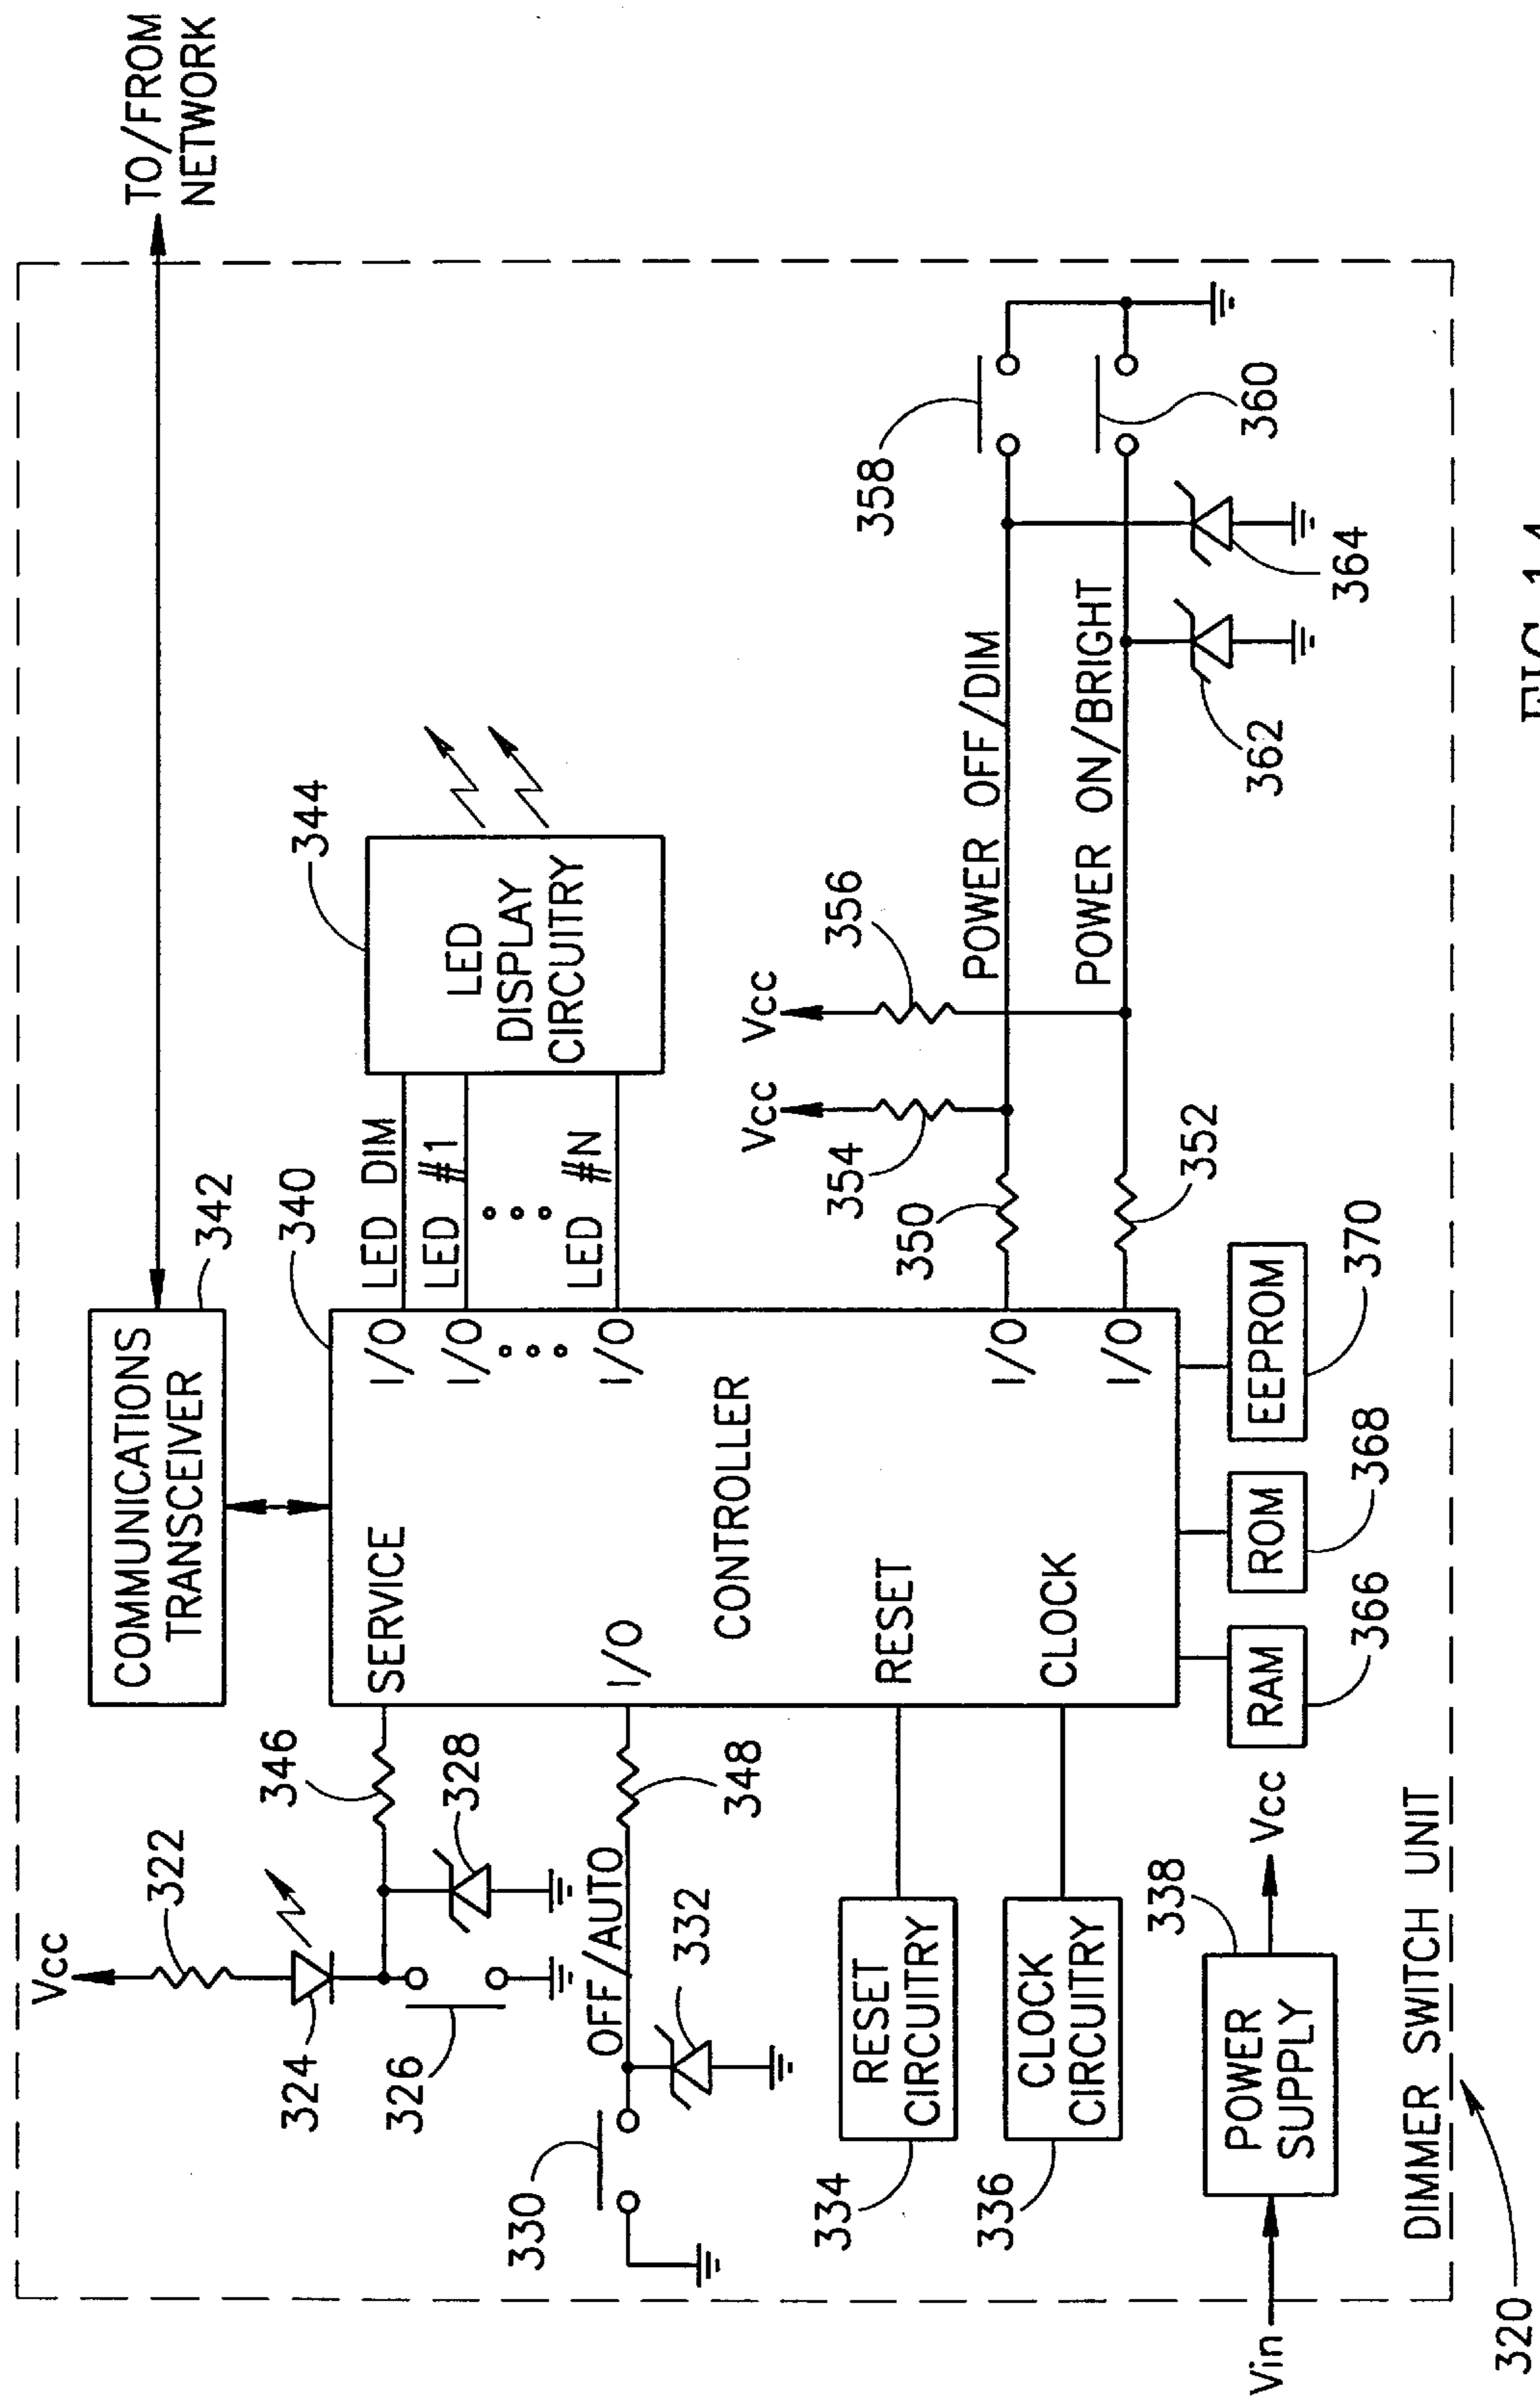 TO/FROM
NETWORK
COMMUNICATIONS
TRANSCEIVER
342
Vcc
322
324
326
328
346
SERVICE
340
I/O
I/O
I/O
LED DIM
LED #1
LED #N
344
LED
DISPLAY
CIRCUITRY
330
OFF/AUTO
332
348
I/O
CONTROLLER
Vcc
Vcc
354
356
350
352
I/O
I/O
POWER OFF/DIM
POWER ON/BRIGHT
358
360
362
364
334
RESET
CIRCUITRY
RESET
336
CLOCK
CIRCUITRY
CLOCK
Vin
POWER
SUPPLY
338
Vcc
RAM
366
ROM
368
EEPROM
370
DIMMER SWITCH UNIT
320
FIG.14